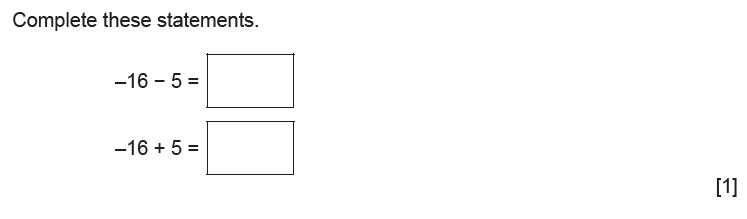 Complete these statements.
–16 − 5 =
–16 + 5 =
[1]